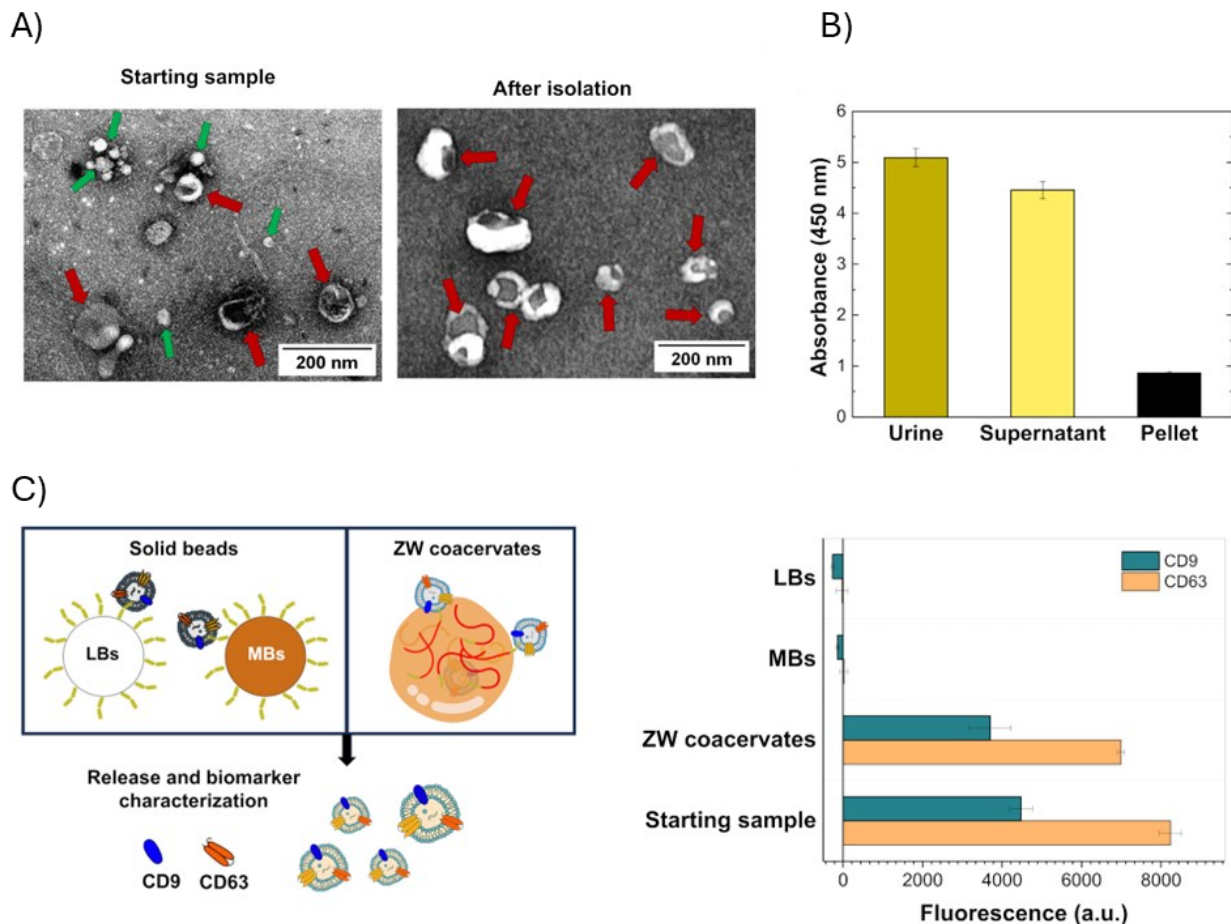 A)
Starting sample
After isolation
200 nm
200 nm
B)
Absorbance (450 nm)
6
5
4
3
2
1
0
Urine
Supernatant
Pellet
C)
Solid beads
ZW coacervates
LBs
MBs
Release and biomarker
characterization
CD9
CD63
CD9
CD63
LBs
MBs
ZW coacervates
Starting sample
0
2000
4000
6000
8000
Fluorescence (a.u.)